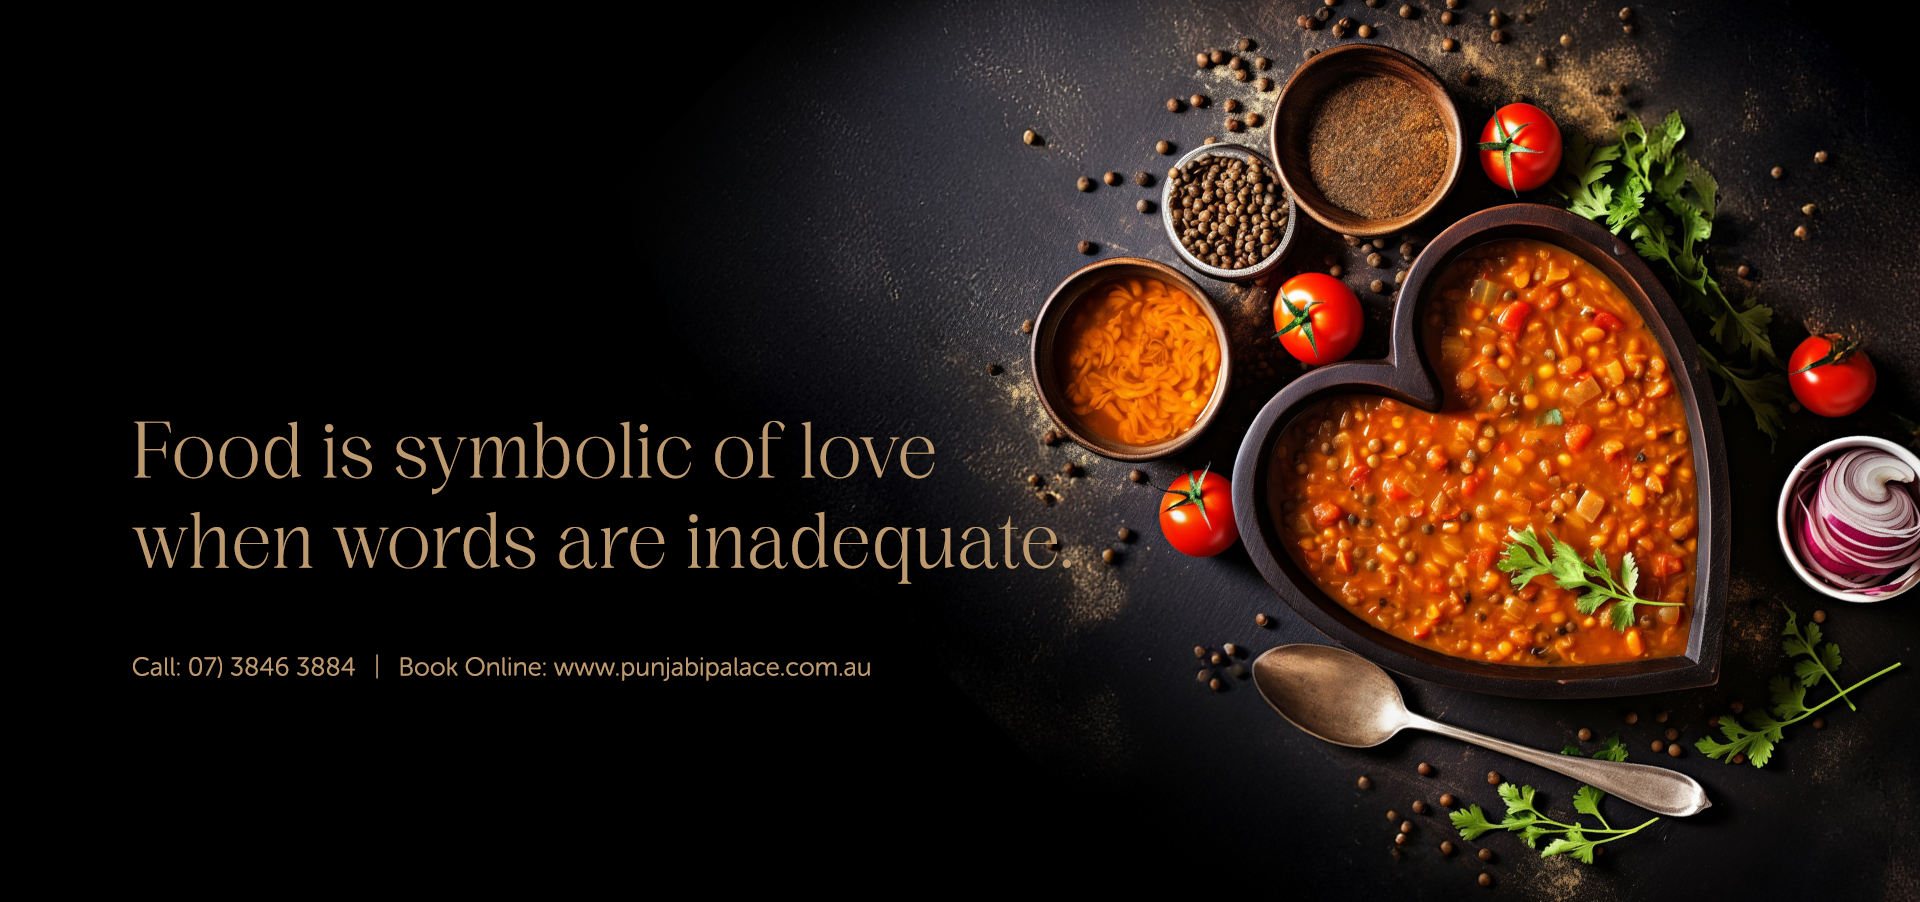 Food is symbolic of love
when words are inadequate.
Call: 07) 3846 3884 | Book Online: www.punjabipalace.com.au